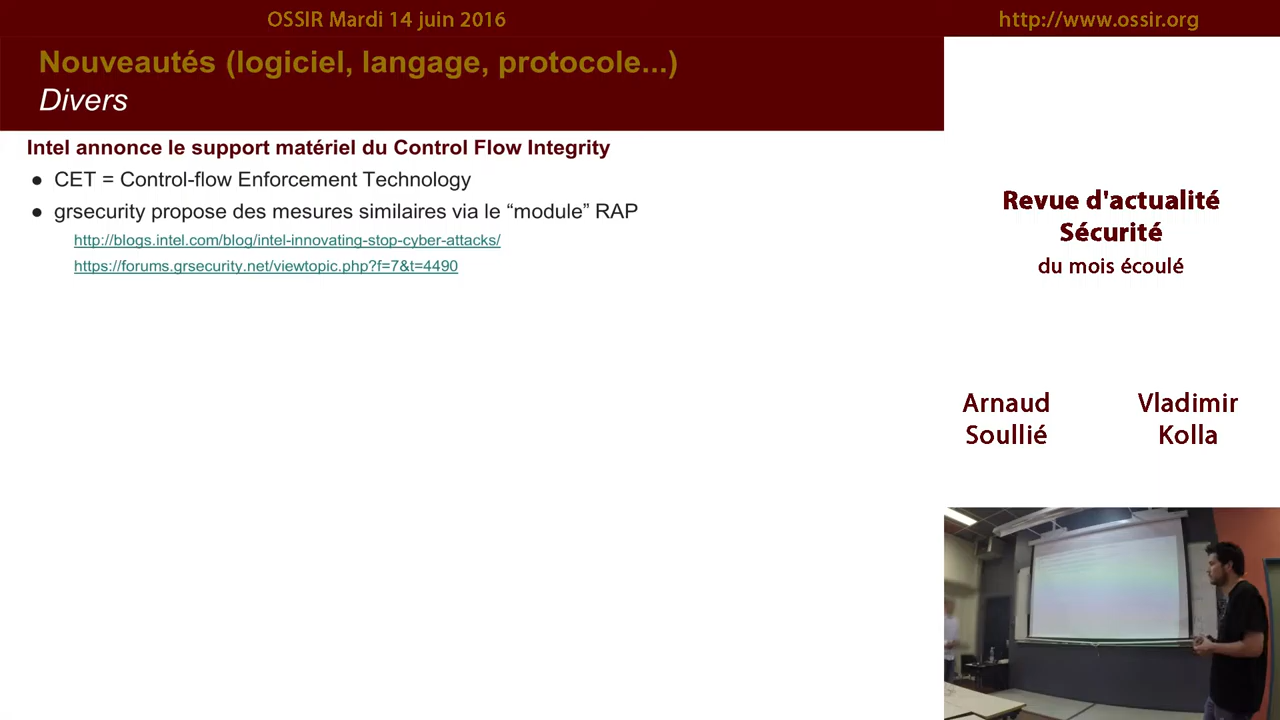 OSSIR Mardi 14 juin 2016
http://www.ossir.org
Nouveautés (logiciel, langage, protocole...)
Divers
Intel annonce le support matériel du Control Flow Integrity
● CET = Control-flow Enforcement Technology
● grsecurity propose des mesures similaires via le “module” RAP
http://blogs.intel.com/blog/intel-innovating-stop-cyber-attacks/
https://forums.grsecurity.net/viewtopic.php?f=7&t=4490
Revue d'actualité
Sécurité
du mois écoulé
Arnaud
Soullié
Vladimir
Kolla